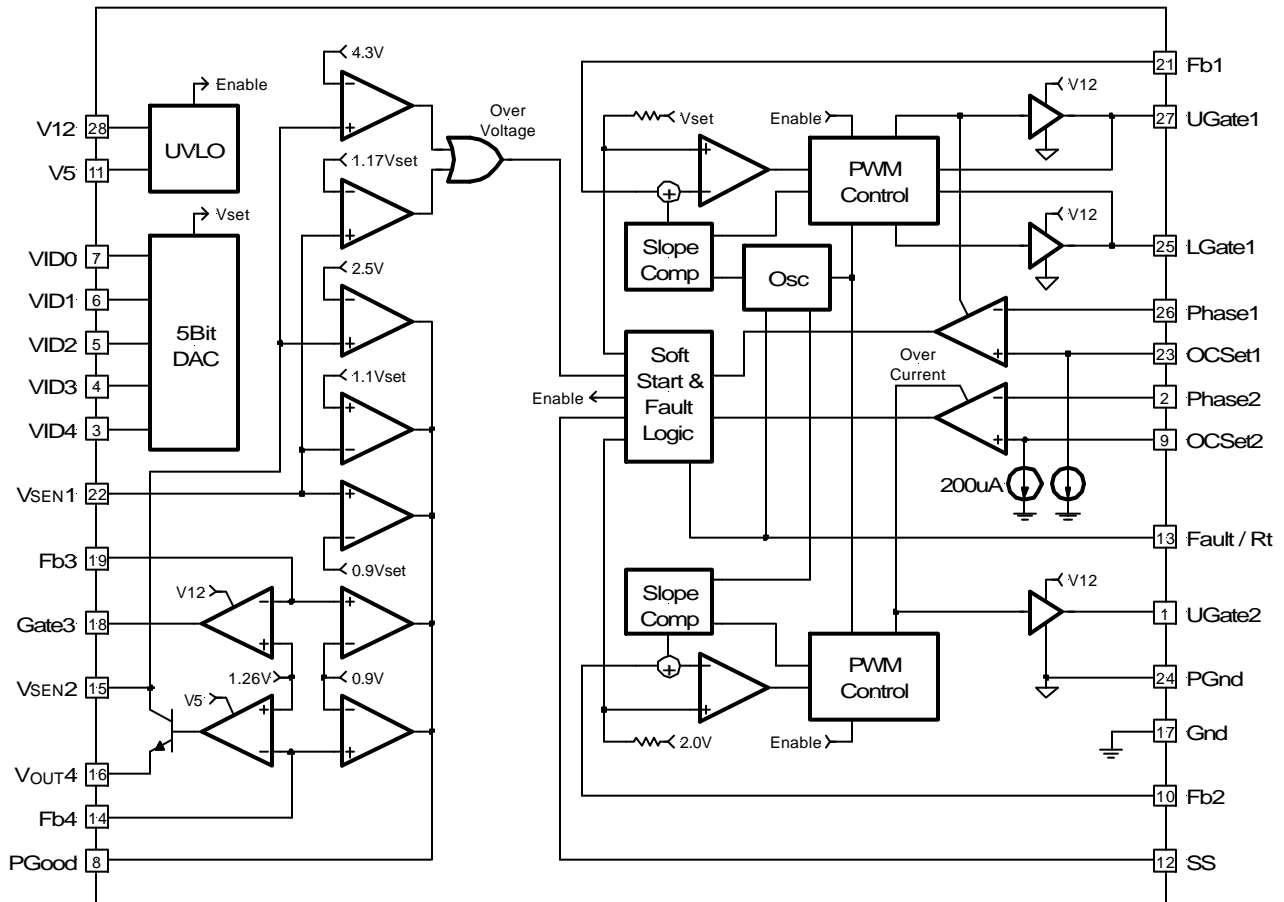 V12 28
V5 11
UVLO
Enable
Vset
VID0 7
VID1 6
VID2 5
VID3 4
VID4 3
5Bit
DAC
VSEN1 22
Fb3 19
Gate3 18
VSEN2 15
VOUT4 16
Fb4 14
PGood 8
4.3V
1.17Vset
2.5V
1.1Vset
0.9Vset
V12
1.26V
0.9V
V5
− +
− +
− +
+ −
+ −
− +
+ −
+ −
− +
Over
Voltage
Vset
Enable
V12
+ −
+
PWM
Control
Slope
Comp
Osc
V12
Soft
Start &
Fault
Logic
Enable
Over
Current
− +
− +
200uA
Slope
Comp
V12
+
− +
PWM
Control
2.0V
Enable
21 Fb1
27 UGate1
25 LGate1
26 Phase1
23 OCSet1
2 Phase2
9 OCSet2
13 Fault / Rt
1 UGate2
24 PGnd
17 Gnd
10 Fb2
12 SS